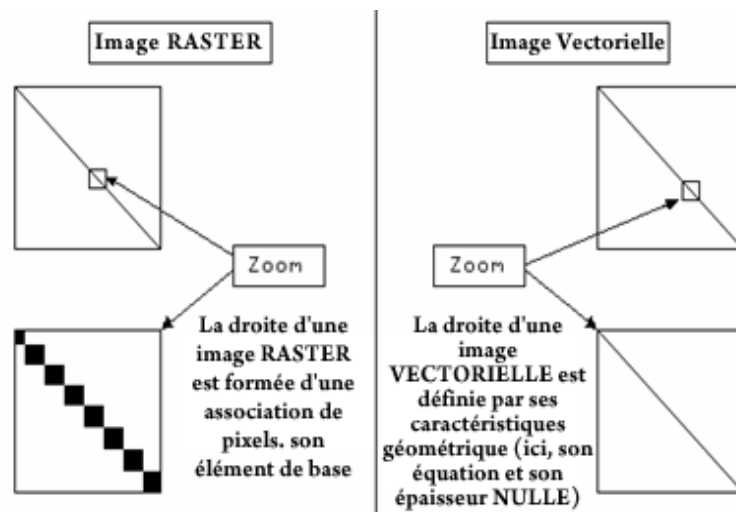 Image RASTER
Image Vectorielle
Zoom
Zoom
La droite d'une
image RASTER
est formée d'une
association de
pixels. son
élément de base
La droite d'une
image
VECTORIELLE est
définie par ses
caractéristiques
géométrique (ici, son
équation et son
épaisseur NULLE)